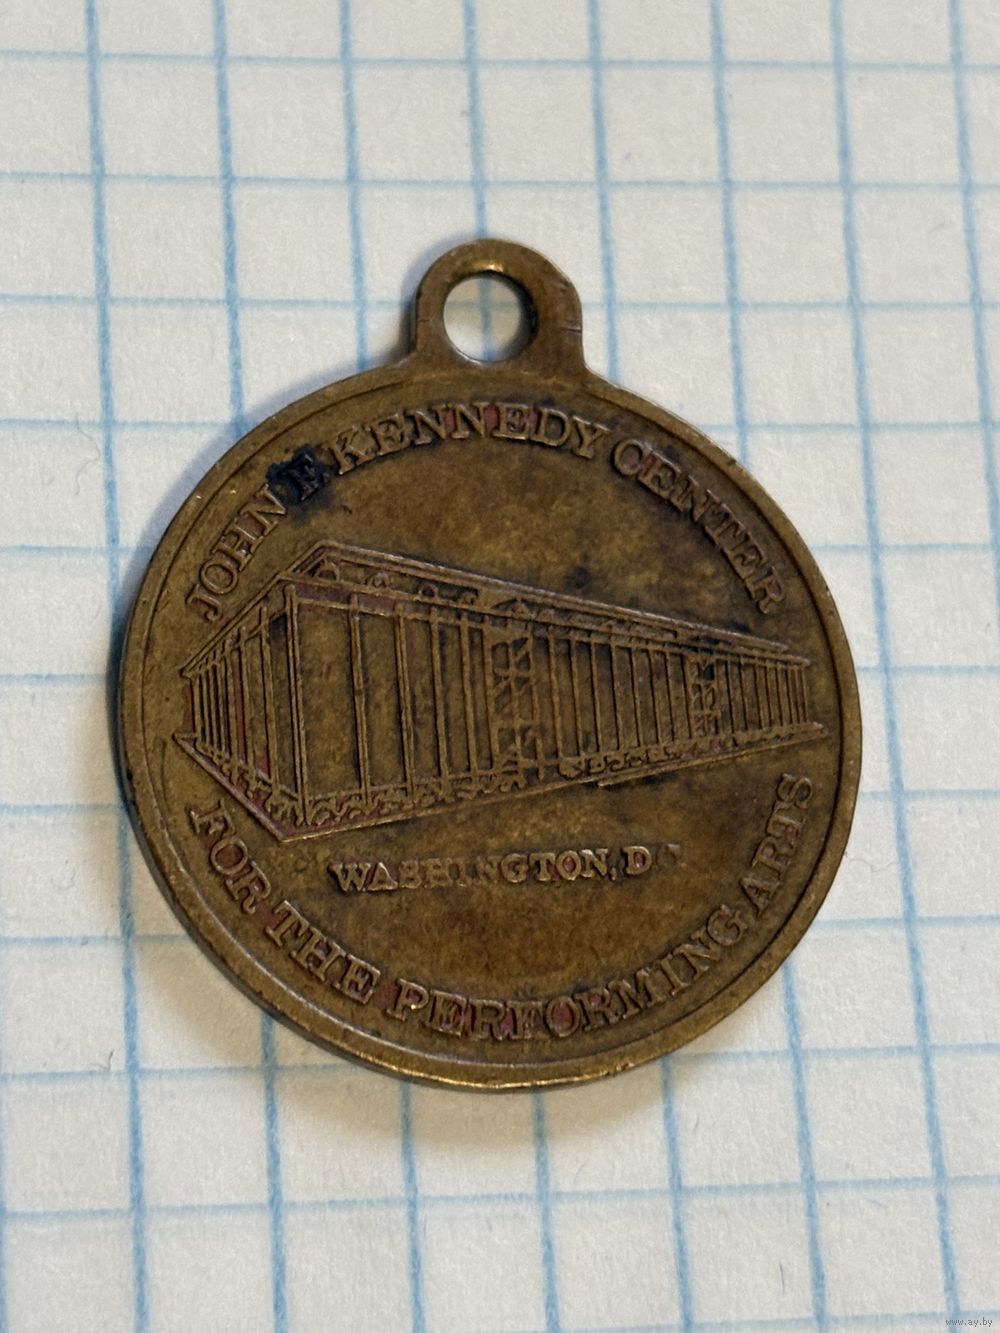 JOHN F. KENNEDY CENTER
WASHINGTON, D
FOR THE PERFORMING ARTS
www.ay.by